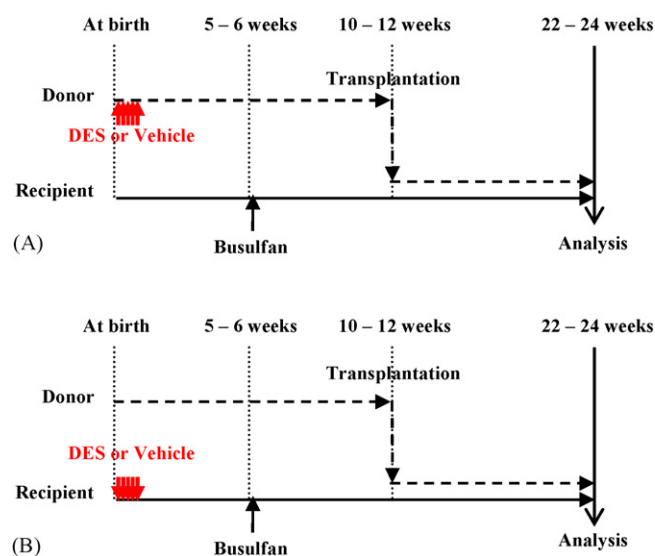 At birth 5 – 6 weeks 10 – 12 weeks 22 – 24 weeks
Transplantation
Donor
DES or Vehicle
Recipient
Busulfan
Analysis
(A)
At birth 5 – 6 weeks 10 – 12 weeks 22 – 24 weeks
Transplantation
Donor
DES or Vehicle
Recipient
Busulfan
Analysis
(B)